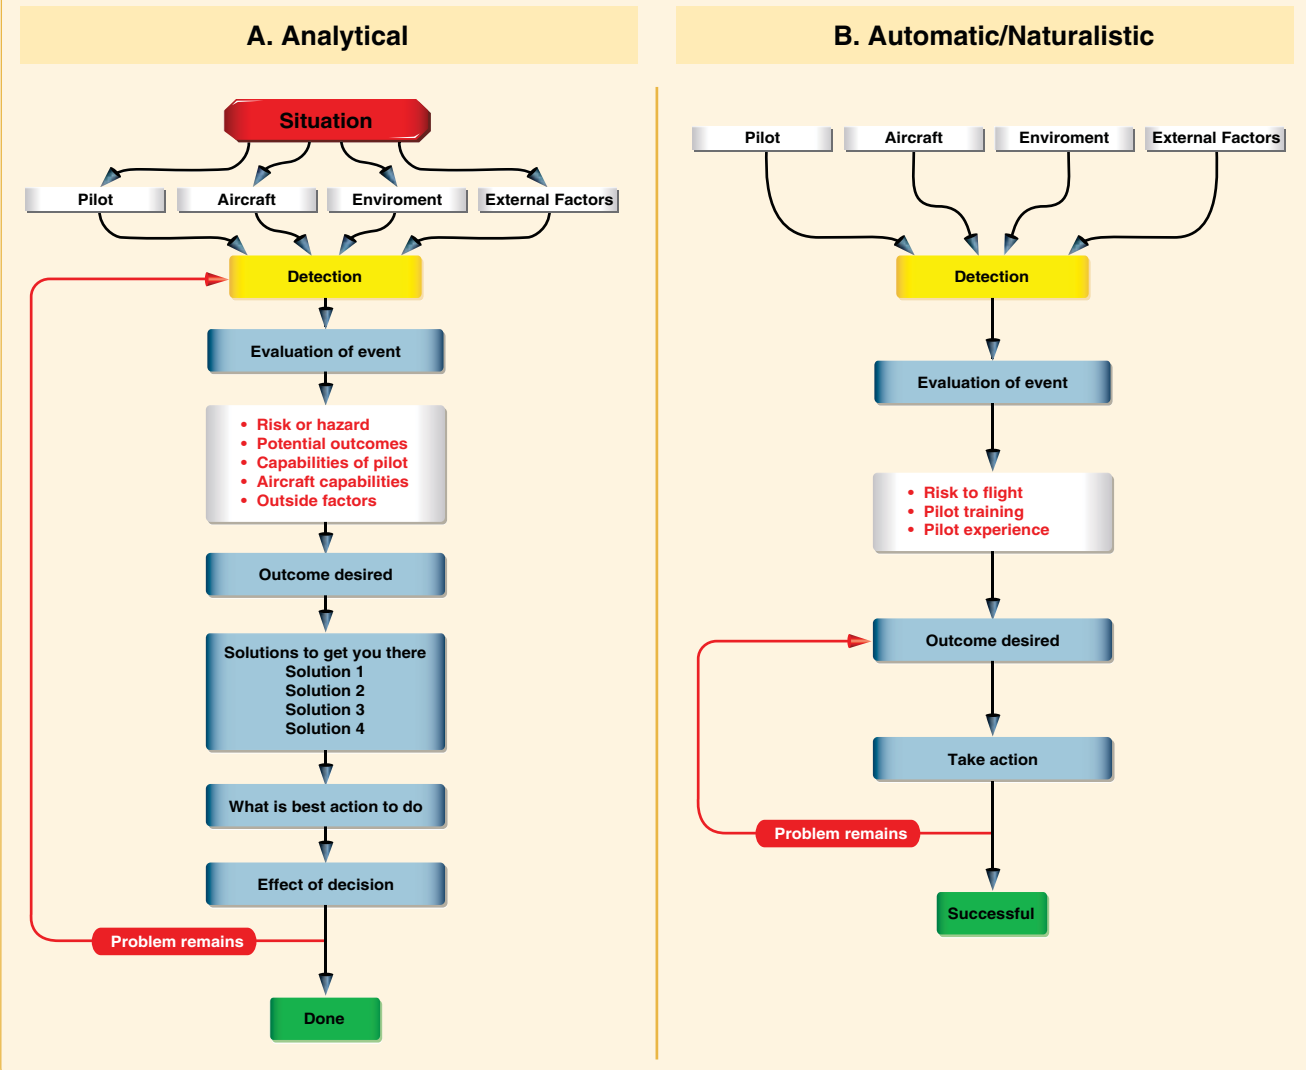 A. Analytical
Situation
Pilot
Aircraft
Enviroment
External Factors
Detection
Evaluation of event
• Risk or hazard
• Potential outcomes
• Capabilities of pilot
• Aircraft capabilities
• Outside factors
Outcome desired
Solutions to get you there
Solution 1
Solution 2
Solution 3
Solution 4
What is best action to do
Effect of decision
Problem remains
Done
B. Automatic/Naturalistic
Pilot
Aircraft
Enviroment
External Factors
Detection
Evaluation of event
• Risk to flight
• Pilot training
• Pilot experience
Outcome desired
Take action
Problem remains
Successful